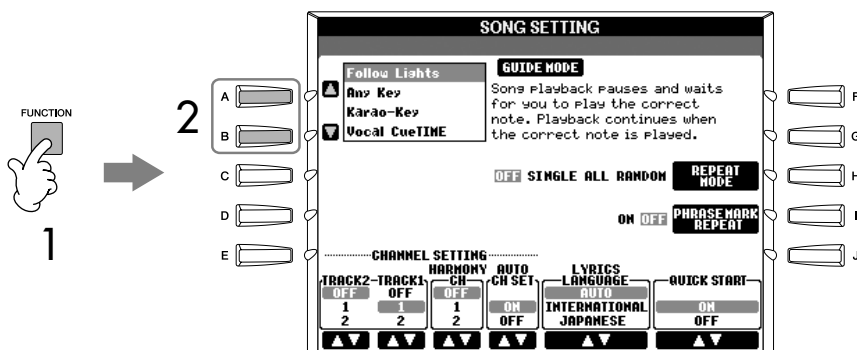 SONG SETTING
FUNCTION
1
2
A
B
C
D
E
Follow Lights
Any Key
Karao-Key
Vocal CueTIME
GUIDE MODE
Song playback pauses and waits
for you to play the correct
note. Playback continues when
the correct note is played.
OFF SINGLE ALL RANDOM
REPEAT
MODE
ON OFF
PHRASE MARK
REPEAT
CHANNEL SETTING
TRACK2 TRACK1
HARMONY
CH
AUTO
CH SET
LYRICS
LANGUAGE
QUICK START
OFF OFF OFF AUTO
1 1 1 ON INTERNATIONAL ON
2 2 2 OFF JAPANESE OFF
F
H